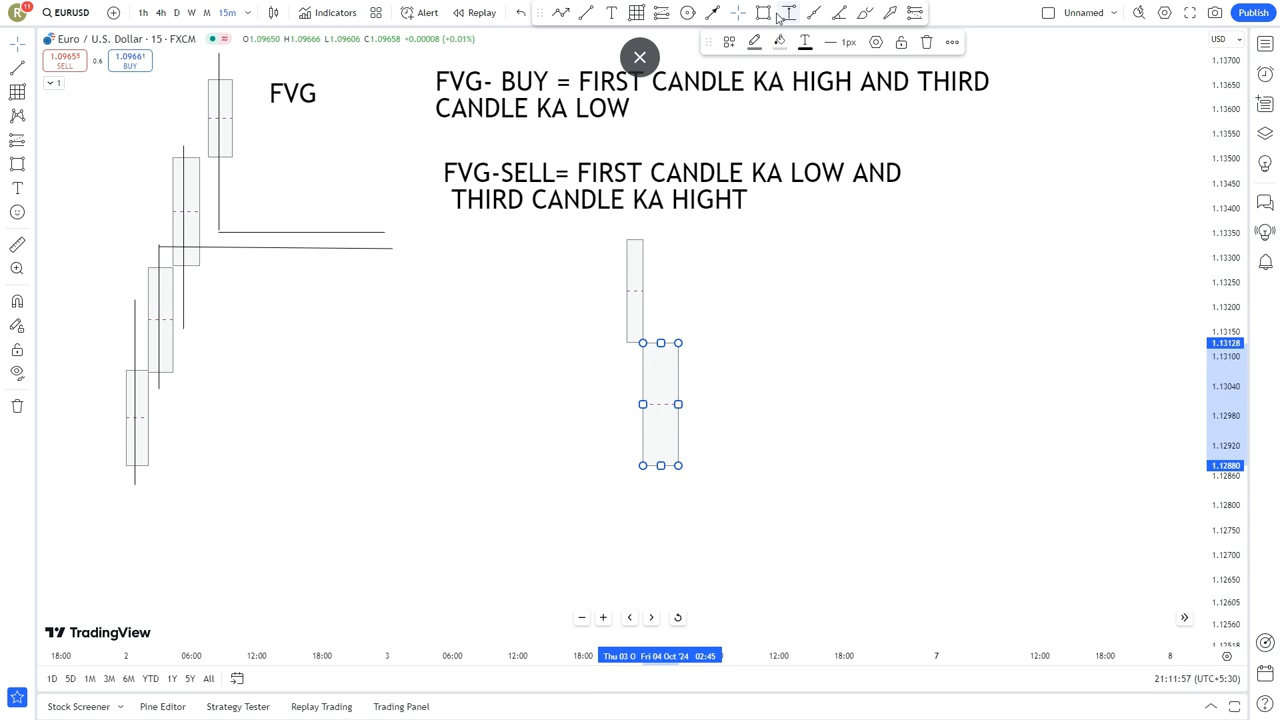 R 11 EURUSD 1h 4h D W M 15m Indicators Alert Replay Unnamed Publish
Euro / U.S. Dollar · 15 · FXCM O1.09650 H1.09666 L1.09606 C1.09658 +0.00008 (+0.01%) 1px USD
1.09655 SELL 0.6 1.09661 BUY
1
FVG
FVG- BUY = FIRST CANDLE KA HIGH AND THIRD
CANDLE KA LOW
FVG-SELL= FIRST CANDLE KA LOW AND
THIRD CANDLE KA HIGHT
1.13700
1.13650
1.13600
1.13550
1.13500
1.13450
1.13400
1.13350
1.13300
1.13250
1.13200
1.13150
1.13128
1.13100
1.13040
1.12980
1.12920
1.12880
1.12860
1.12800
1.12750
1.12700
1.12650
1.12605
1.12560
1.12518
TradingView
18:00 2 06:00 12:00 18:00 3 06:00 12:00 18:00 Thu 03 O Fri 04 Oct '24 02:45 12:00 18:00 7 12:00 18:00 8
1D 5D 1M 3M 6M YTD 1Y 5Y All 21:11:57 (UTC+5:30)
Stock Screener Pine Editor Strategy Tester Replay Trading Trading Panel